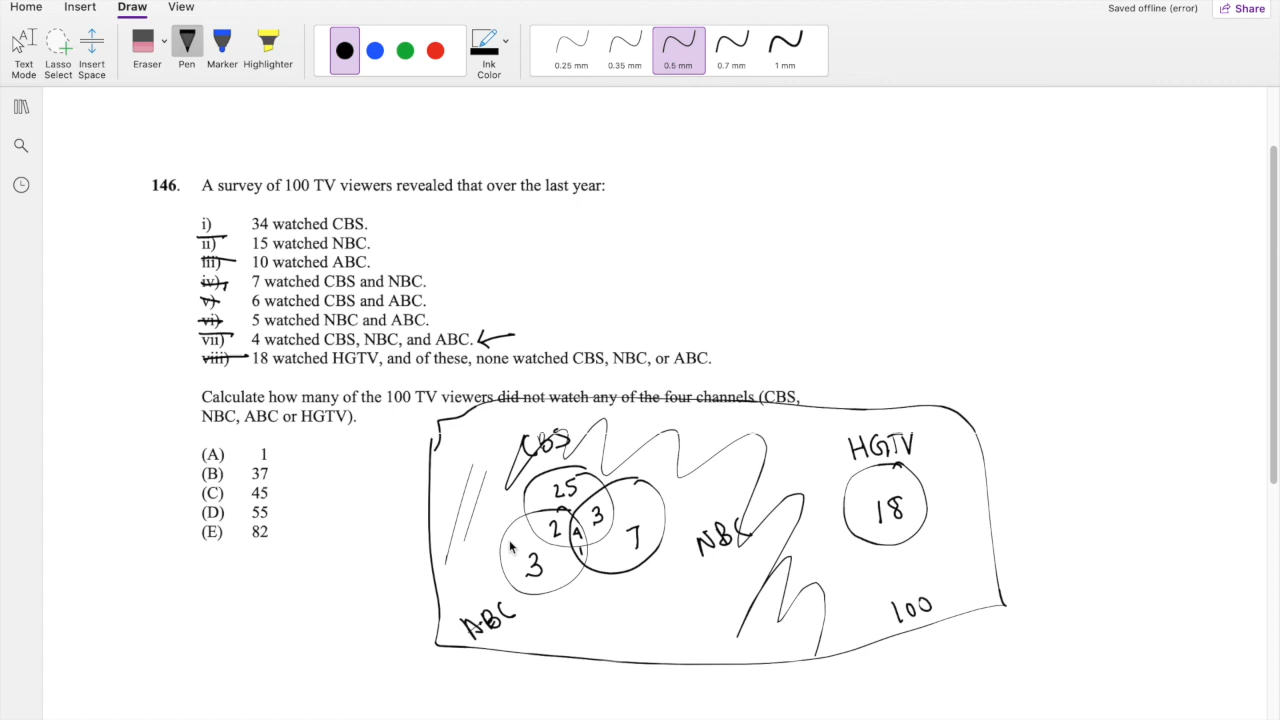 Home Insert Draw View Saved offline (error) Share
Text Mode
Lasso Select
Insert Space
Eraser
Pen
Marker
Highlighter
Ink Color
0.25 mm 0.35 mm 0.5 mm 0.7 mm 1 mm
146. A survey of 100 TV viewers revealed that over the last year:
i) 34 watched CBS.
ii) 15 watched NBC.
iii) 10 watched ABC.
iv) 7 watched CBS and NBC.
v) 6 watched CBS and ABC.
vi) 5 watched NBC and ABC.
vii) 4 watched CBS, NBC, and ABC.
viii) 18 watched HGTV, and of these, none watched CBS, NBC, or ABC.
Calculate how many of the 100 TV viewers did not watch any of the four channels (CBS,
NBC, ABC or HGTV).
(A) 1
(B) 37
(C) 45
(D) 55
(E) 82
CBS
HGTV
25
18
2 4 3
1
7
NBC
3
ABC
100